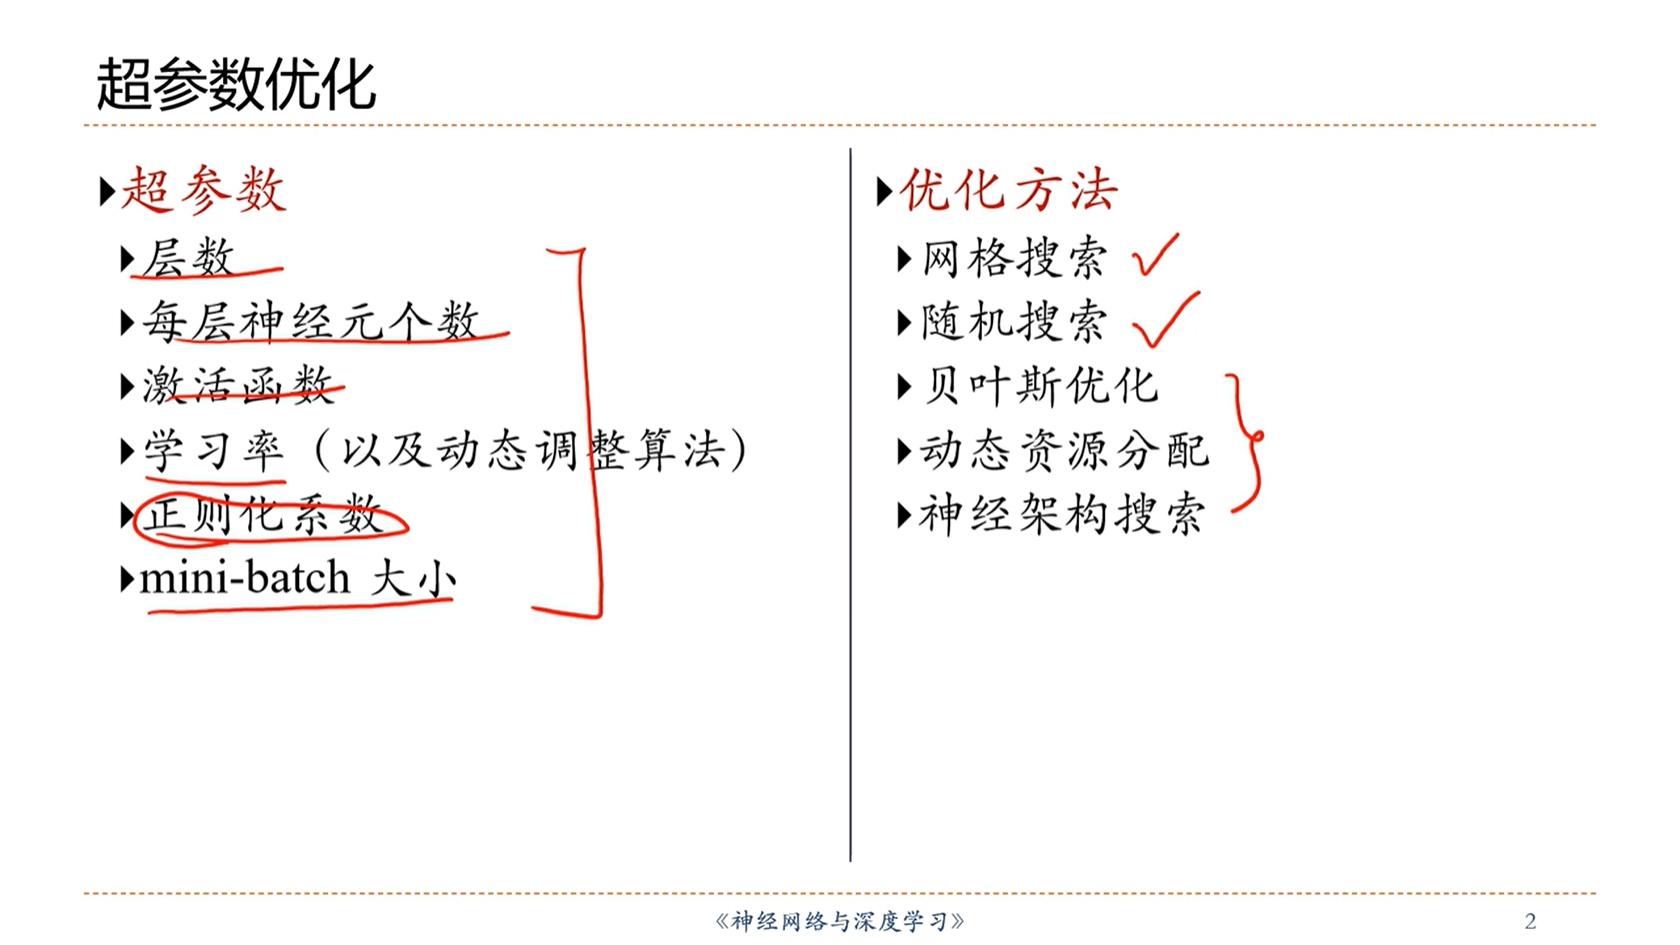 超参数优化
超参数
层数
每层神经元个数
激活函数
学习率（以及动态调整算法）
正则化系数
mini-batch 大小
优化方法
网格搜索
随机搜索
贝叶斯优化
动态资源分配
神经架构搜索
《神经网络与深度学习》
2